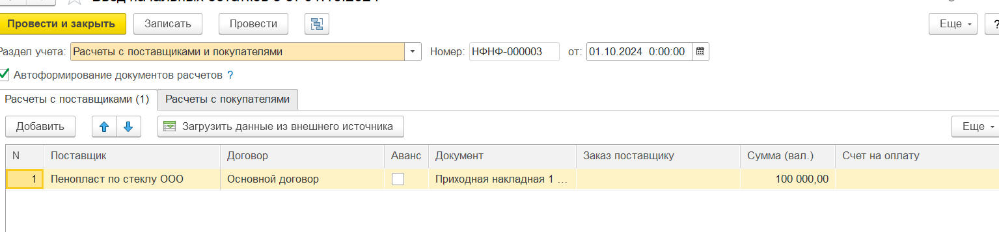 Провести и закрыть Записать Провести Еще ?
Раздел учета: Расчеты с поставщиками и покупателями Номер: НФНФ-000003 от: 01.10.2024 0:00:00
Автоформирование документов расчетов ?
Расчеты с поставщиками (1) Расчеты с покупателями
Добавить Загрузить данные из внешнего источника Еще
N Поставщик Договор Аванс Документ Заказ поставщику Сумма (вал.) Счет на оплату
1 Пенопласт по стеклу ООО Основной договор Приходная накладная 1 ... 100 000,00